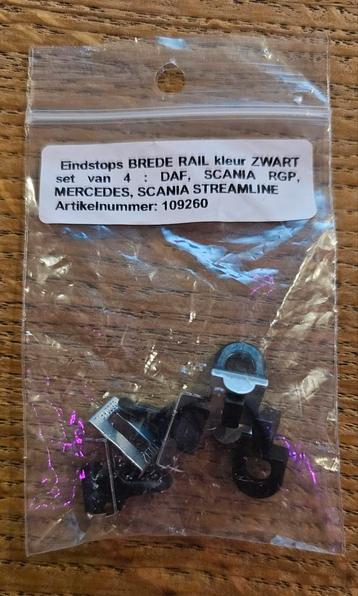 Eindstops BREDE RAIL kleur ZWART
set van 4 : DAF, SCANIA RGP,
MERCEDES, SCANIA STREAMLINE
Artikelnummer: 109260